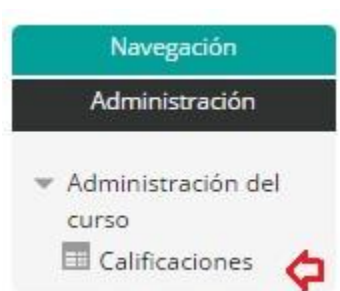 Navegación
Administración
Administración del
curso
Calificaciones